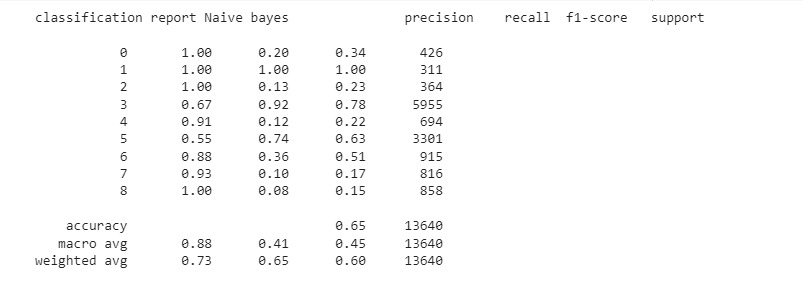 classification report Naive bayes precision recall f1-score support
0 1.00 0.20 0.34 426
1 1.00 1.00 1.00 311
2 1.00 0.13 0.23 364
3 0.67 0.92 0.78 5955
4 0.91 0.12 0.22 694
5 0.55 0.74 0.63 3301
6 0.88 0.36 0.51 915
7 0.93 0.10 0.17 816
8 1.00 0.08 0.15 858
accuracy 0.65 13640
macro avg 0.88 0.41 0.45 13640
weighted avg 0.73 0.65 0.60 13640